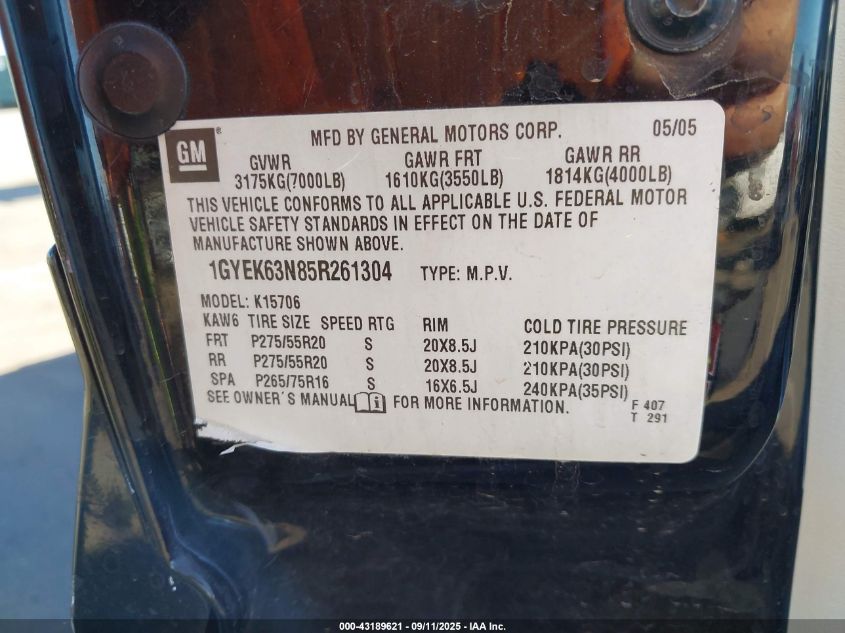 GM ®
MFD BY GENERAL MOTORS CORP. 05/05
GVWR GAWR FRT GAWR RR
3175KG(7000LB) 1610KG(3550LB) 1814KG(4000LB)
THIS VEHICLE CONFORMS TO ALL APPLICABLE U.S. FEDERAL MOTOR
VEHICLE SAFETY STANDARDS IN EFFECT ON THE DATE OF
MANUFACTURE SHOWN ABOVE.
1GYEK63N85R261304 TYPE: M.P.V.
MODEL: K15706
KAW6 TIRE SIZE SPEED RTG RIM COLD TIRE PRESSURE
FRT P275/55R20 S 20X8.5J 210KPA(30PSI)
RR P275/55R20 S 20X8.5J 210KPA(30PSI)
SPA P265/75R16 S 16X6.5J 240KPA(35PSI)
SEE OWNER'S MANUAL FOR MORE INFORMATION.
F 407
T 291
000-43189621 - 09/11/2025 - IAA Inc.